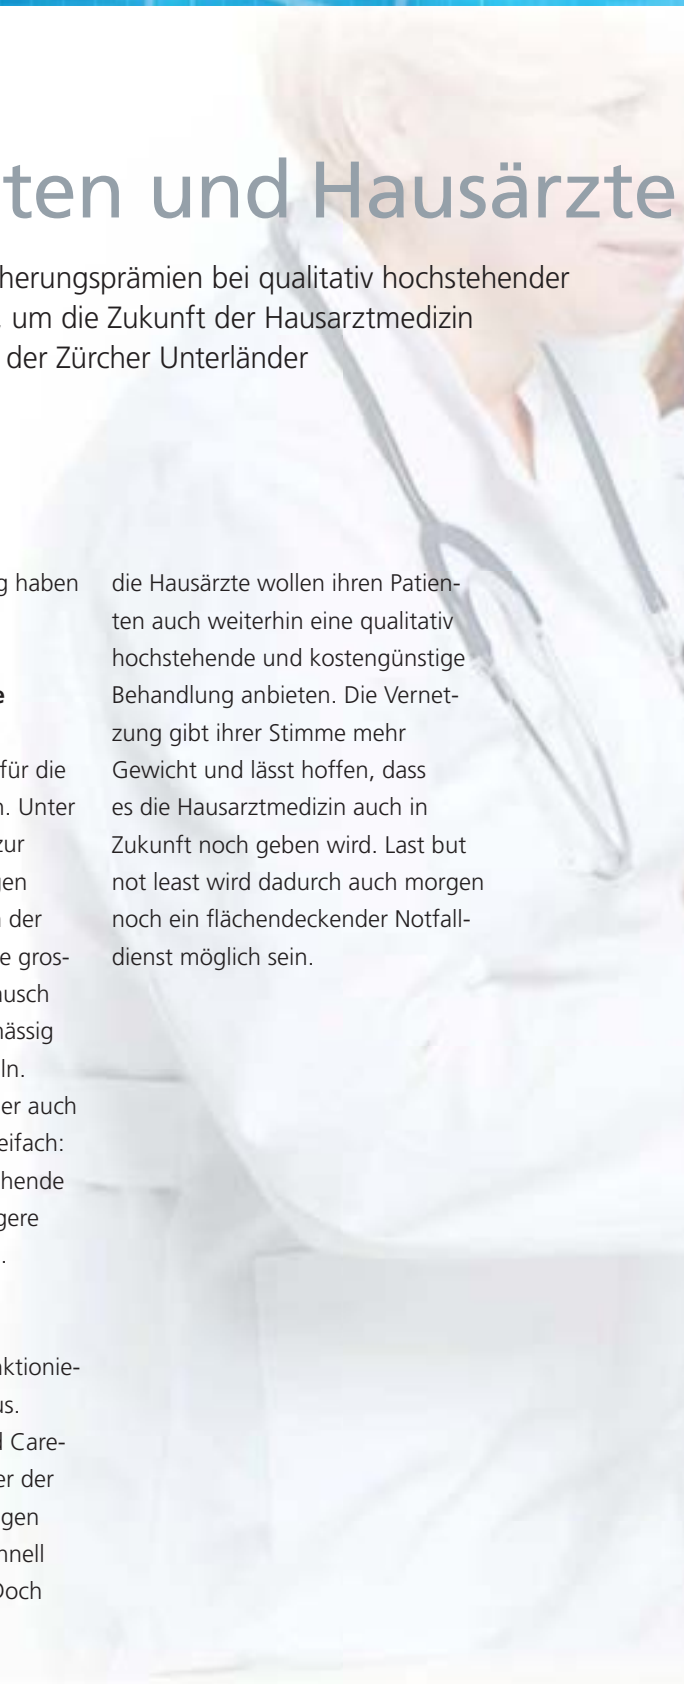 ten und Hausärzte
herungsprämien bei qualitativ hochstehender
um die Zukunft der Hausarztmedizin
der Zürcher Unterländer
g haben
e
für die
n. Unter
zur
gen
der
e gros-
usch
nässig
ln.
er auch
eifach:
hende
gere
.
ktionie-
us.
d Care-
er der
gen
nnell
Doch
die Hausärzte wollen ihren Patien-
ten auch weiterhin eine qualitativ
hochstehende und kostengünstige
Behandlung anbieten. Die Vernet-
zung gibt ihrer Stimme mehr
Gewicht und lässt hoffen, dass
es die Hausarztmedizin auch in
Zukunft noch geben wird. Last but
not least wird dadurch auch morgen
noch ein flächendeckender Notfall-
dienst möglich sein.